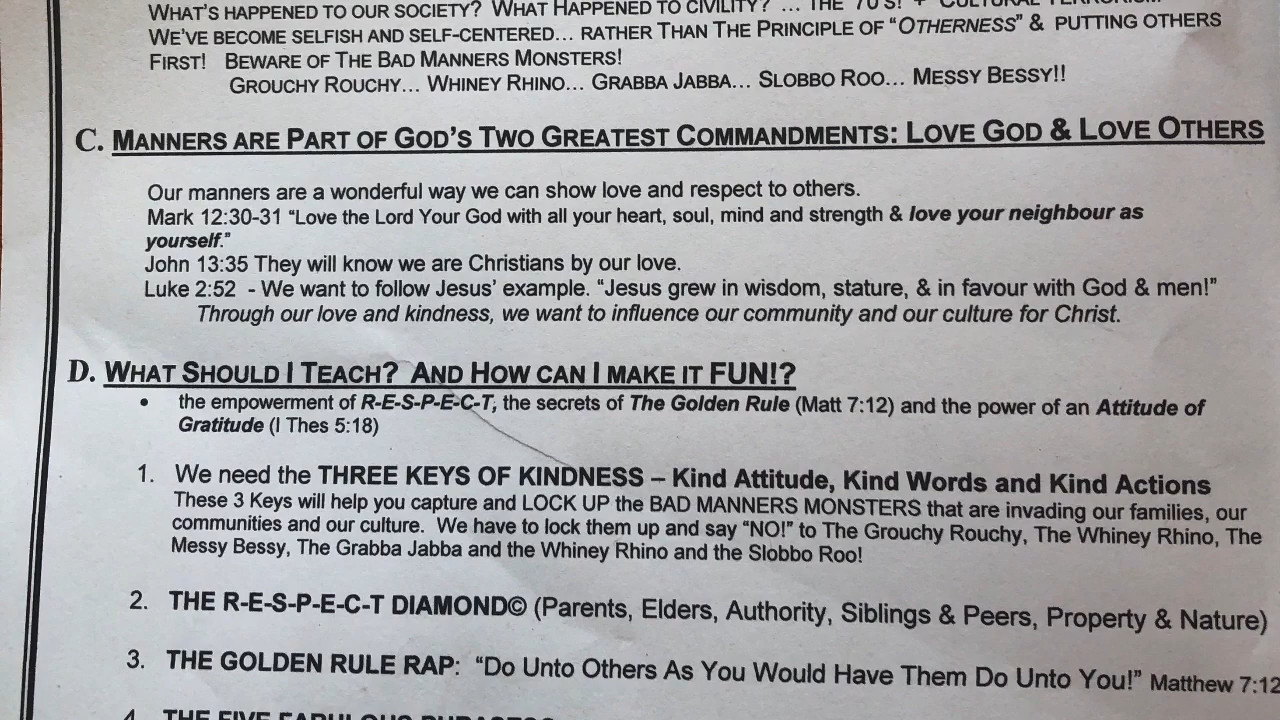 WHAT'S HAPPENED TO OUR SOCIETY? WHAT HAPPENED TO CIVILITY? ... THE 70'S! + CULTURAL
WE'VE BECOME SELFISH AND SELF-CENTERED... RATHER THAN THE PRINCIPLE OF "OTHERNESS" & PUTTING OTHERS
FIRST! BEWARE OF THE BAD MANNERS MONSTERS!
GROUCHY ROUCHY... WHINEY RHINO... GRABBA JABBA... SLOBBO ROO... MESSY BESSY!!
C. MANNERS ARE PART OF GOD'S TWO GREATEST COMMANDMENTS: LOVE GOD & LOVE OTHERS
Our manners are a wonderful way we can show love and respect to others.
Mark 12:30-31 "Love the Lord Your God with all your heart, soul, mind and strength & love your neighbour as
yourself."
John 13:35 They will know we are Christians by our love.
Luke 2:52 - We want to follow Jesus' example. "Jesus grew in wisdom, stature, & in favour with God & men!"
Through our love and kindness, we want to influence our community and our culture for Christ.
D. WHAT SHOULD I TEACH? AND HOW CAN I MAKE IT FUN!?
• the empowerment of R-E-S-P-E-C-T, the secrets of The Golden Rule (Matt 7:12) and the power of an Attitude of
Gratitude (I Thes 5:18)
1. We need the THREE KEYS OF KINDNESS – Kind Attitude, Kind Words and Kind Actions
These 3 Keys will help you capture and LOCK UP the BAD MANNERS MONSTERS that are invading our families, our
communities and our culture. We have to lock them up and say "NO!" to The Grouchy Rouchy, The Whiney Rhino, The
Messy Bessy, The Grabba Jabba and the Whiney Rhino and the Slobbo Roo!
2. THE R-E-S-P-E-C-T DIAMOND© (Parents, Elders, Authority, Siblings & Peers, Property & Nature)
3. THE GOLDEN RULE RAP: "Do Unto Others As You Would Have Them Do Unto You!" Matthew 7:12
4. THE FIVE FABULOUS